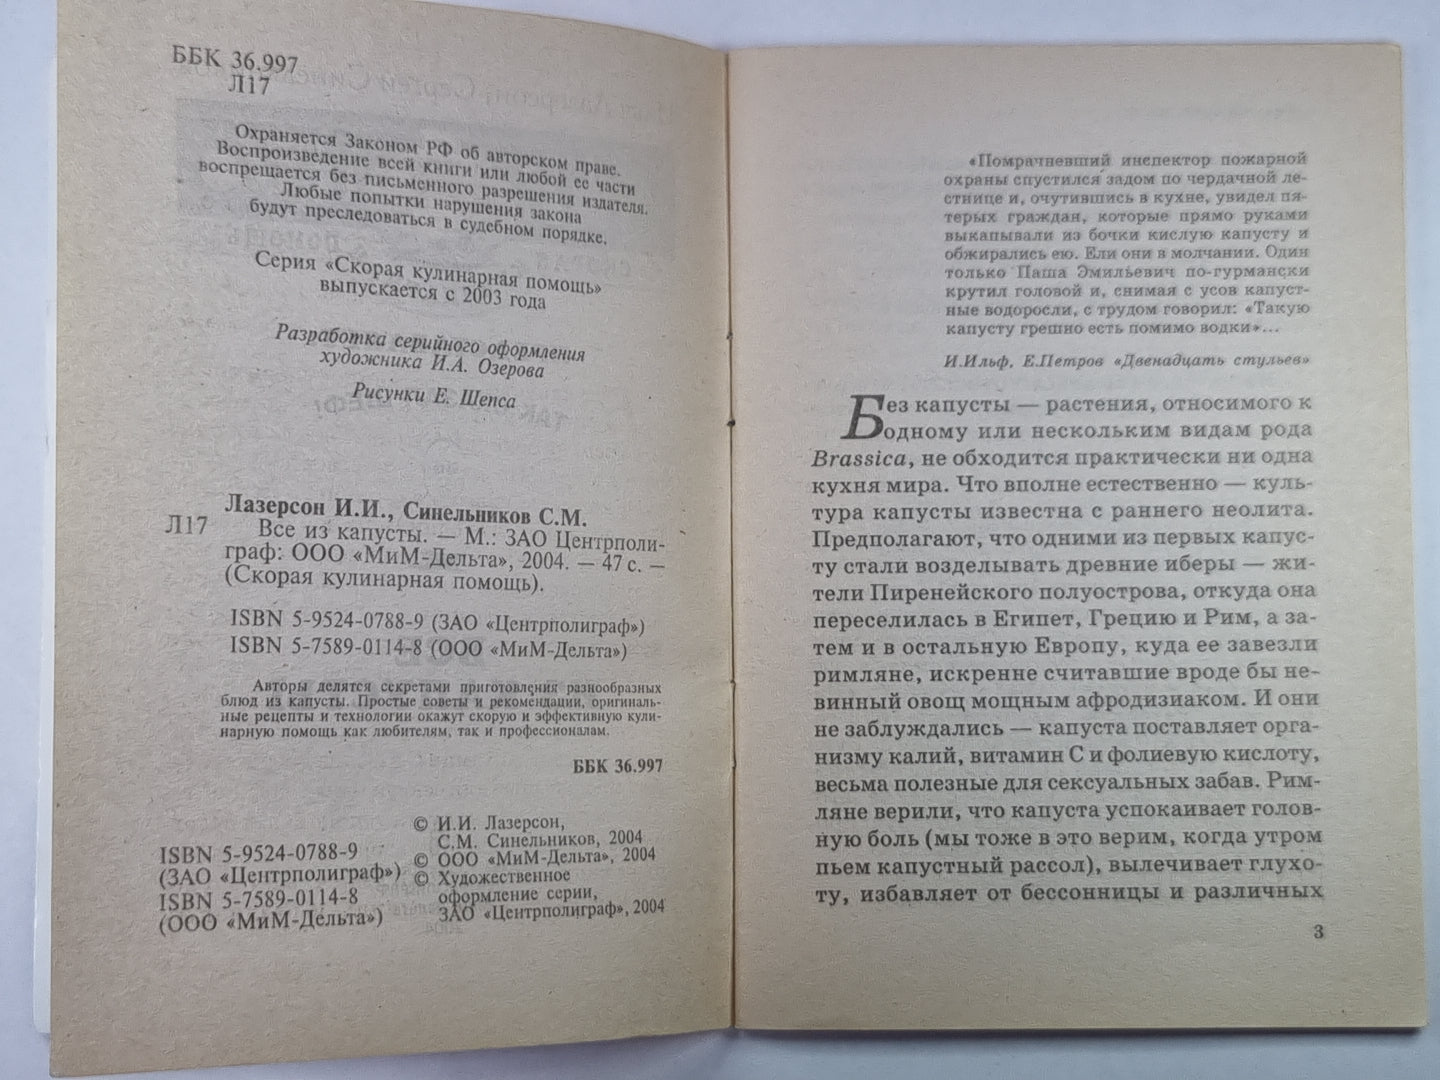 ББК 36.997
Л17
Охраняется Законом РФ об авторском праве.
Воспроизведение всей книги или любой ее части
воспрещается без письменного разрешения издателя.
Любые попытки нарушения закона
будут преследоваться в судебном порядке.
Серия «Скорая кулинарная помощь»
выпускается с 2003 года
Разработка серийного оформления
художника И.А. Озерова
Рисунки Е. Шепса
Лазерсон И.И., Синельников С.М.
Л17 Все из капусты. — М.: ЗАО Центрполи-
граф: ООО «МиМ-Дельта», 2004. — 47 с. —
(Скорая кулинарная помощь).
ISBN 5-9524-0788-9 (ЗАО «Центрполиграф»)
ISBN 5-7589-0114-8 (ООО «МиМ-Дельта»)
Авторы делятся секретами приготовления разнообразных
блюд из капусты. Простые советы и рекомендации, оригиналь-
ные рецепты и технологии окажут скорую и эффективную кули-
нарную помощь как любителям, так и профессионалам.
ББК 36.997
ISBN 5-9524-0788-9
(ЗАО «Центрполиграф»)
ISBN 5-7589-0114-8
(ООО «МиМ-Дельта»)
© И.И. Лазерсон,
С.М. Синельников, 2004
© ООО «МиМ-Дельта», 2004
© Художественное
оформление серии,
ЗАО «Центрполиграф», 2004
«Помрачневший инспектор пожарной
охраны спустился задом по чердачной ле-
стнице и, очутившись в кухне, увидел пя-
терых граждан, которые прямо руками
выкапывали из бочки кислую капусту и
обжирались ею. Ели они в молчании. Один
только Паша Эмильевич по-гурмански
крутил головой и, снимая с усов капуст-
ные водоросли, с трудом говорил: «Такую
капусту грешно есть помимо водки»...
И.Ильф, Е.Петров «Двенадцать стульев»
Без капусты — растения, относимого к
одному или нескольким видам рода
Brassica, не обходится практически ни одна
кухня мира. Что вполне естественно — куль-
тура капусты известна с раннего неолита.
Предполагают, что одними из первых капус-
ту стали возделывать древние иберы — жи-
тели Пиренейского полуострова, откуда она
переселилась в Египет, Грецию и Рим, а за-
тем и в остальную Европу, куда ее завезли
римляне, искренне считавшие вроде бы не-
винный овощ мощным афродизиаком. И они
не заблуждались — капуста поставляет орга-
низму калий, витамин С и фолиевую кислоту,
весьма полезные для сексуальных забав. Рим-
ляне верили, что капуста успокаивает голов-
ную боль (мы тоже в это верим, когда утром
пьем капустный рассол), вылечивает глухо-
ту, избавляет от бессонницы и различных
3